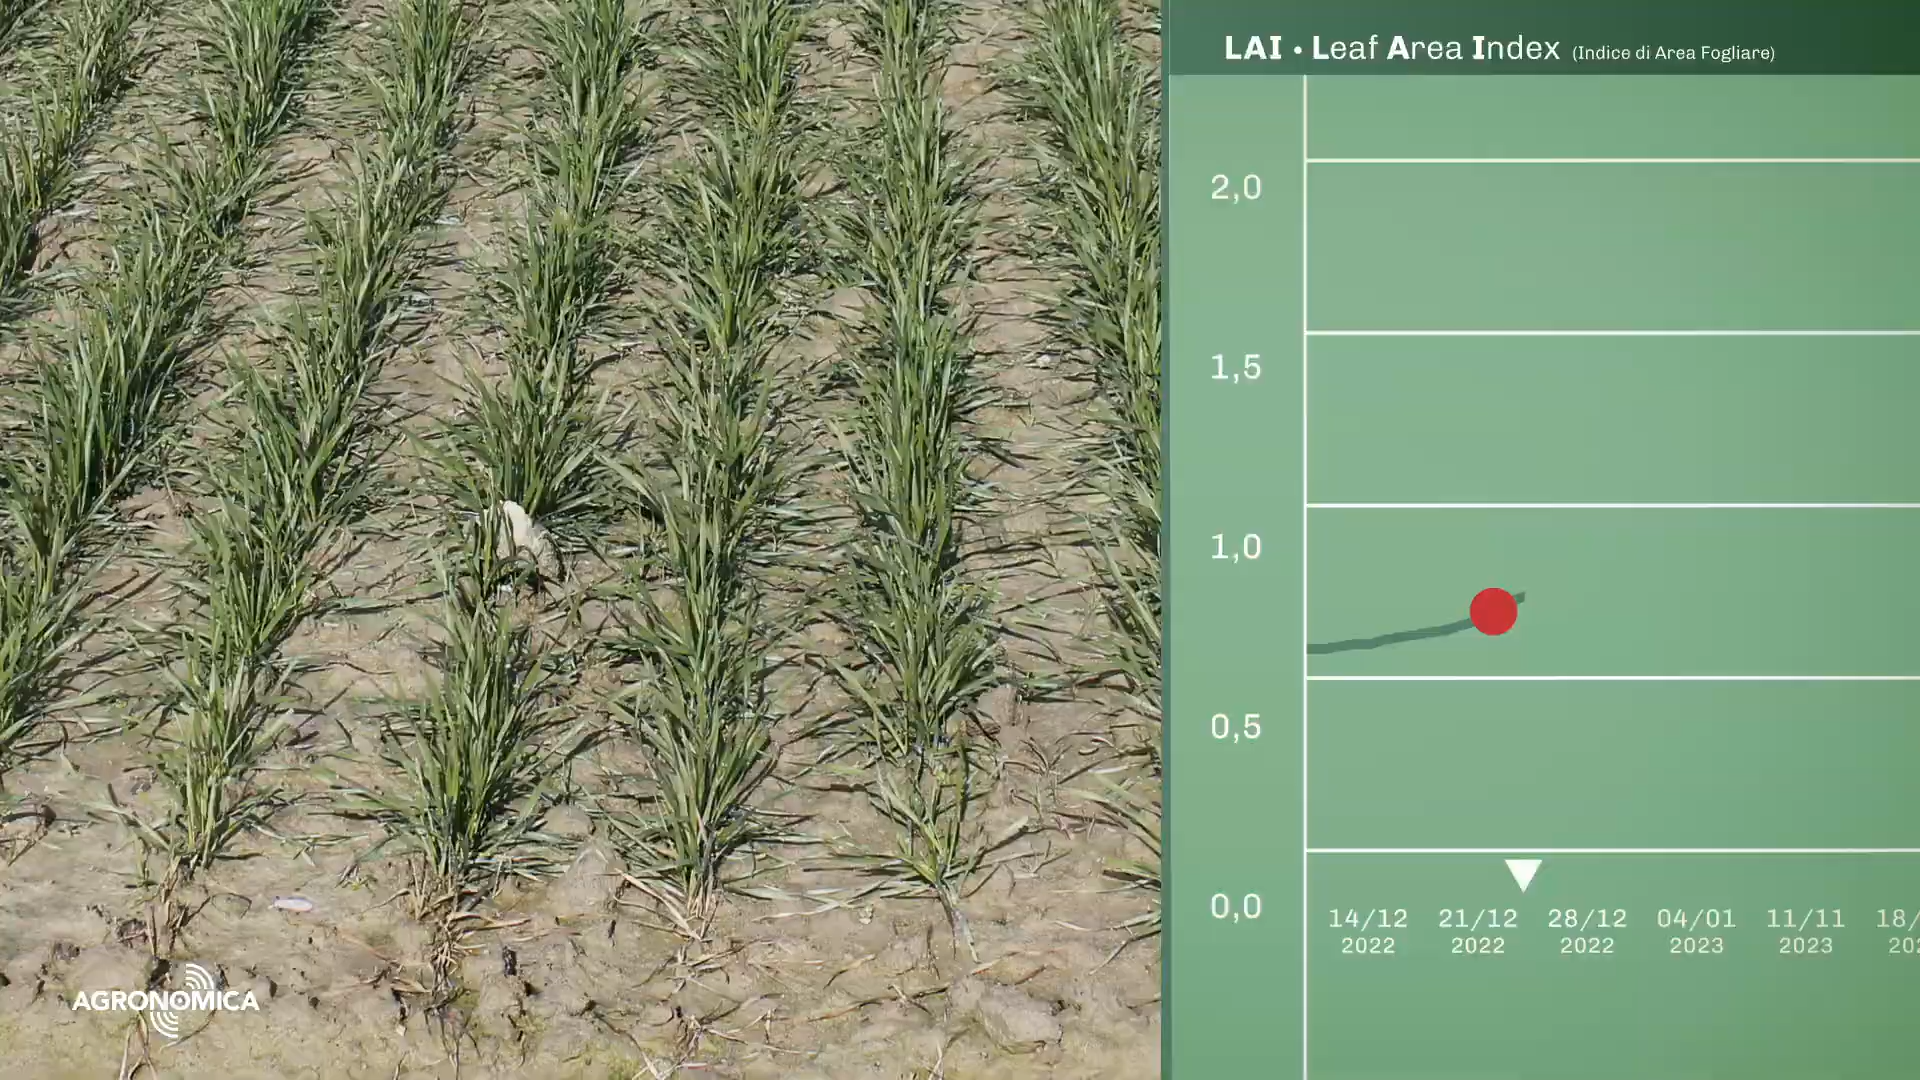 LAI • Leaf Area Index (Indice di Area Fogliare)
2,0
1,5
1,0
0,5
0,0
14/12 21/12 28/12 04/01 11/11 18/
2022 2022 2022 2023 2023
AGRONOMICA